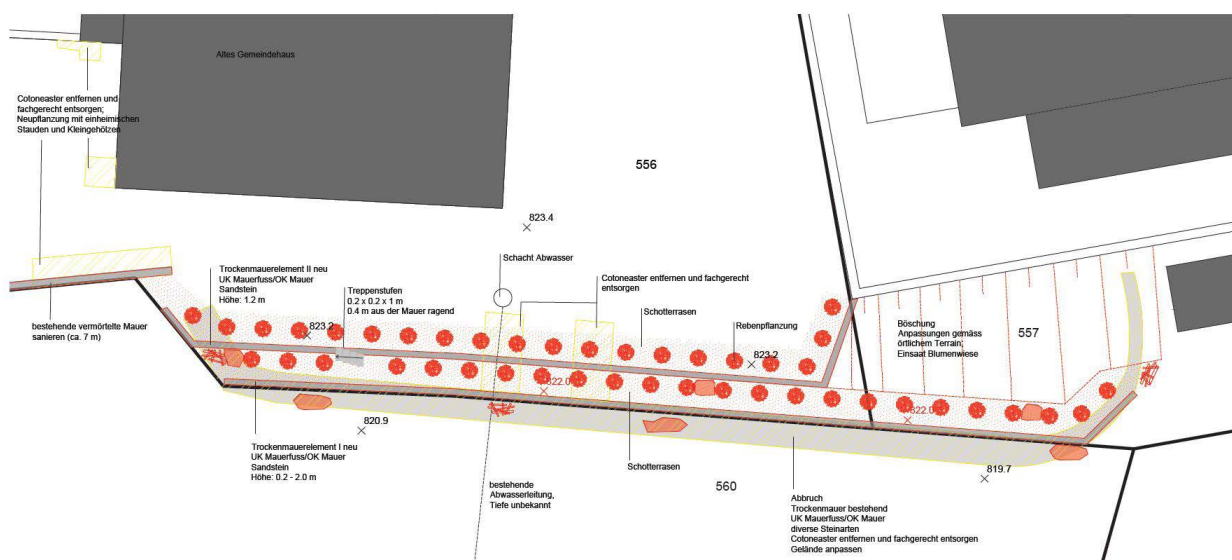 Altes Gemeindehaus
Cotoneaster entfernen und
fachgerecht entsorgen;
Neupflanzung mit einheimischen
Stauden und Kleingehölzen
556
823.4
Schacht Abwasser
Cotoneaster entfernen und fachgerecht
entsorgen
Trockenmauerelement II neu
UK Mauerfuss/OK Mauer
Sandstein
Höhe: 1.2 m
Treppenstufen
0.2 x 0.2 x 1 m
0.4 m aus der Mauer ragend
bestehende vermörtelte Mauer
sanieren (ca. 7 m)
823.2
Schotterrasen
Rebenpflanzung
823.2
Böschung
Anpassungen gemäss
örtlichem Terrain;
Einsaat Blumenwiese
557
822.0
822.0
820.9
Trockenmauerelement I neu
UK Mauerfuss/OK Mauer
Sandstein
Höhe: 0.2 - 2.0 m
Schotterrasen
bestehende
Abwasserleitung,
Tiefe unbekannt
560
819.7
Abbruch
Trockenmauer bestehend
UK Mauerfuss/OK Mauer
diverse Steinarten
Cotoneaster entfernen und fachgerecht entsorgen
Gelände anpassen